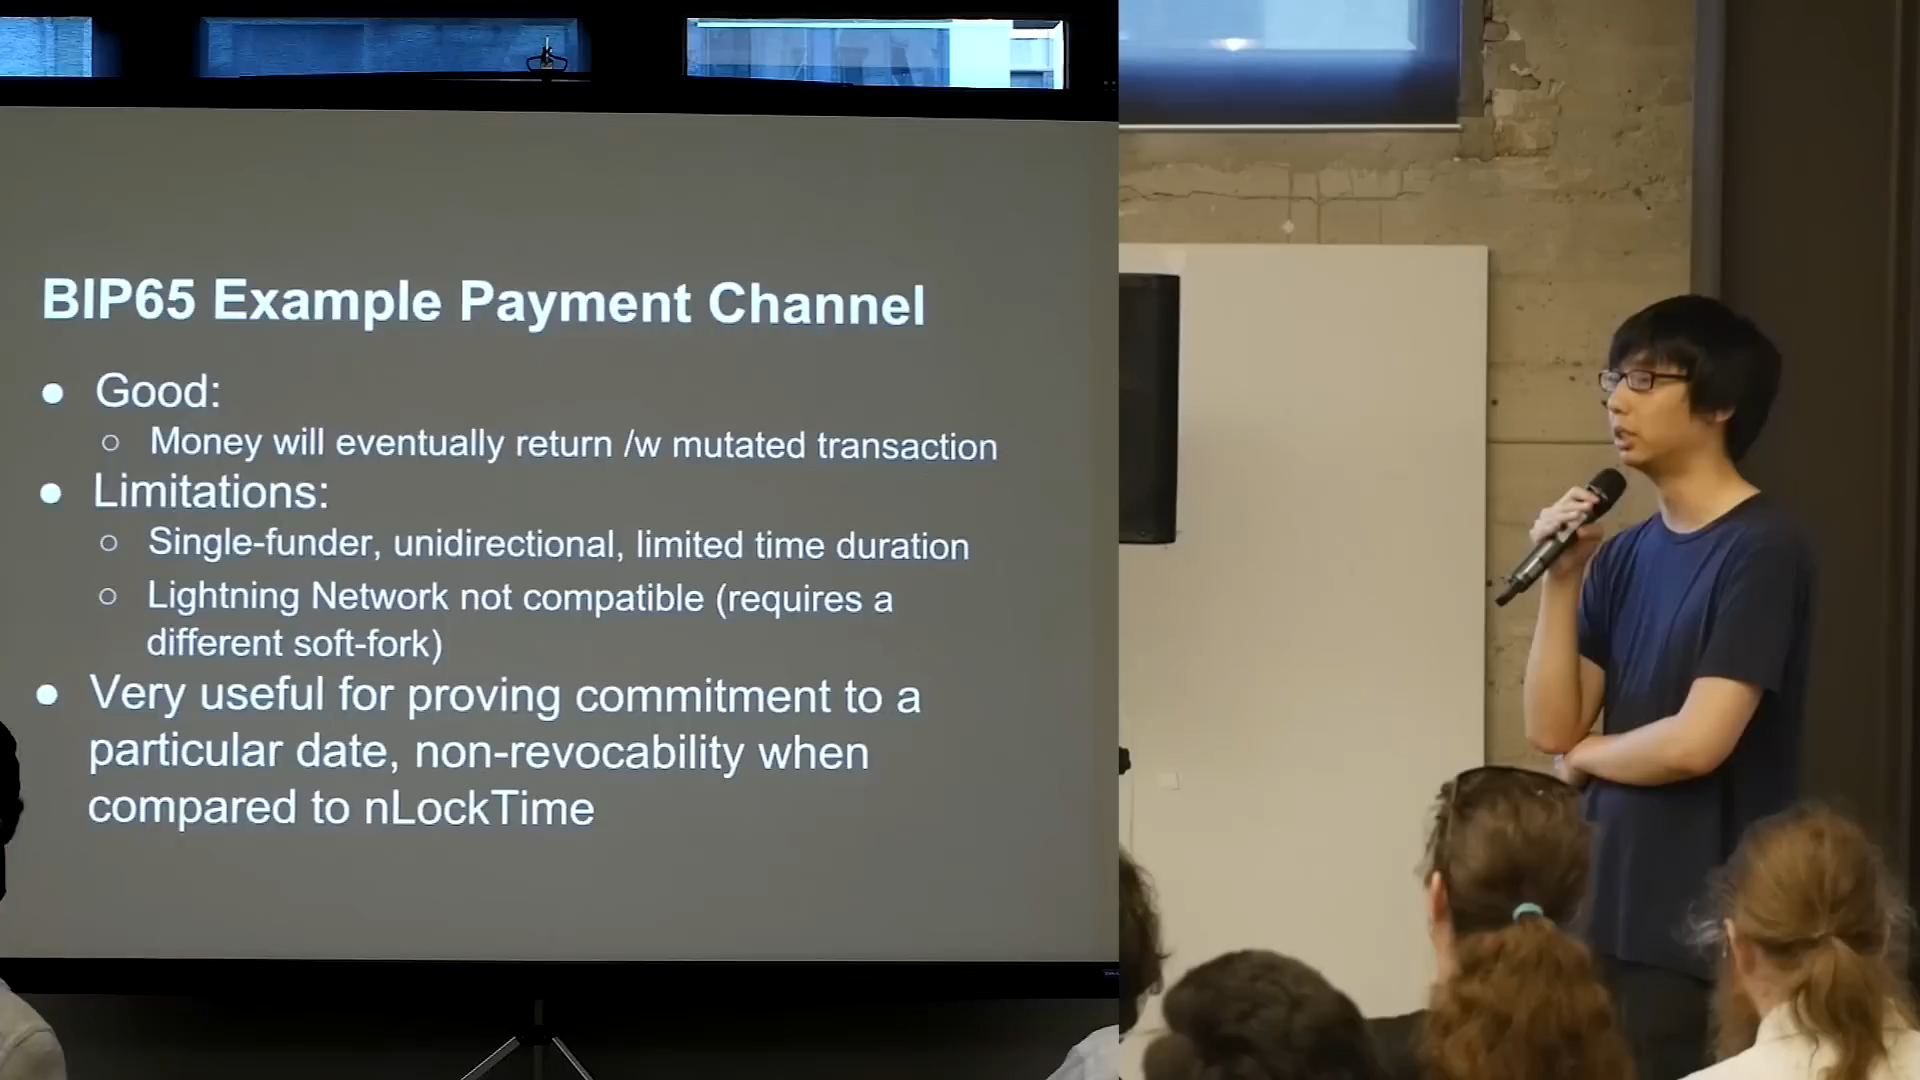 BIP65 Example Payment Channel
● Good:
○ Money will eventually return /w mutated transaction
● Limitations:
○ Single-funder, unidirectional, limited time duration
○ Lightning Network not compatible (requires a
different soft-fork)
● Very useful for proving commitment to a
particular date, non-revocability when
compared to nLockTime